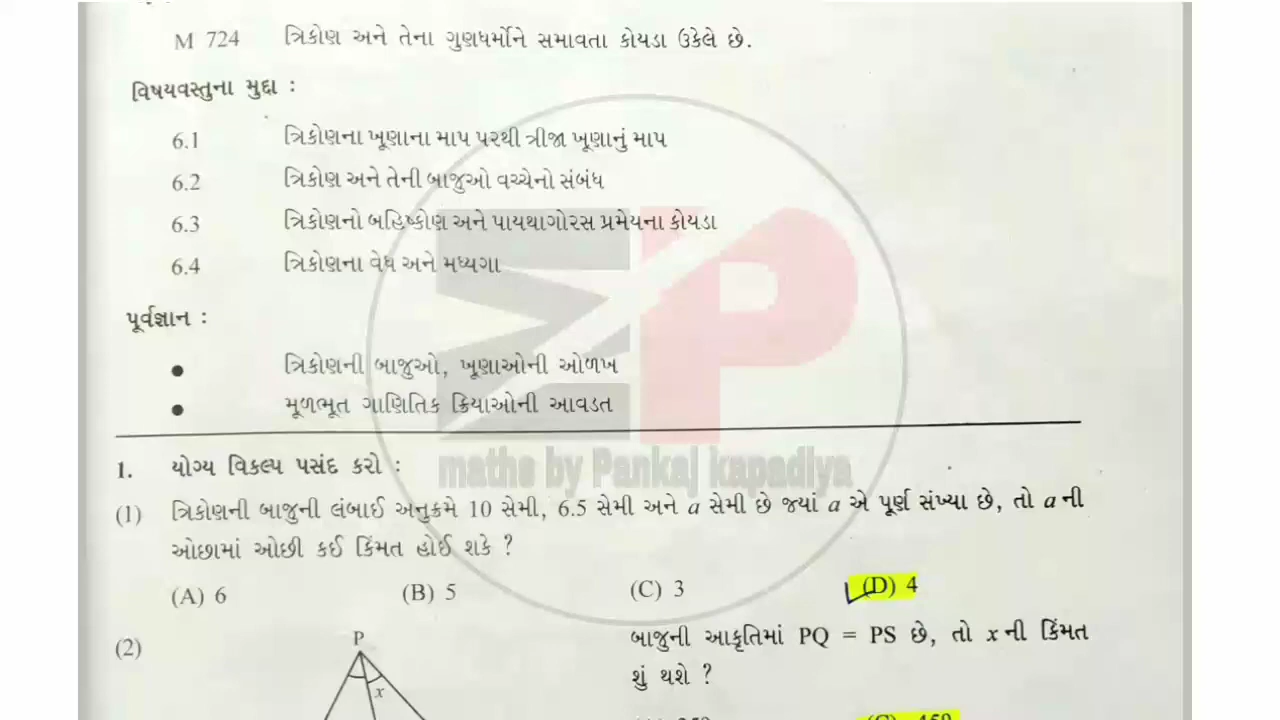 M 724 ત્રિકોણ અને તેના ગુણધર્મોને સમાવતા કોયડા ઉકેલે છે.
વિષયવસ્તુના મુદ્દા :
6.1 ત્રિકોણના ખૂણાના માપ પરથી ત્રીજા ખૂણાનું માપ
6.2 ત્રિકોણ અને તેની બાજુઓ વચ્ચેનો સંબંધ
6.3 ત્રિકોણનો બહિષ્કોણ અને પાયથાગોરસ પ્રમેયના કોયડા
6.4 ત્રિકોણના વેધ અને મધ્યગા
પૂર્વજ્ઞાન :
● ત્રિકોણની બાજુઓ, ખૂણાઓની ઓળખ
● મૂળભૂત ગાણિતિક ક્રિયાઓની આવડત
maths by Pankaj kapadiya
1. યોગ્ય વિકલ્પ પસંદ કરો :
(1) ત્રિકોણની બાજુની લંબાઈ અનુક્રમે 10 સેમી, 6.5 સેમી અને a સેમી છે જ્યાં a એ પૂર્ણ સંખ્યા છે, તો a ની
ઓછામાં ઓછી કઈ કિંમત હોઈ શકે ?
(A) 6 (B) 5 (C) 3 (D) 4
(2) P બાજુની આકૃતિમાં PQ = PS છે, તો x ની કિંમત
શું થશે ?
x